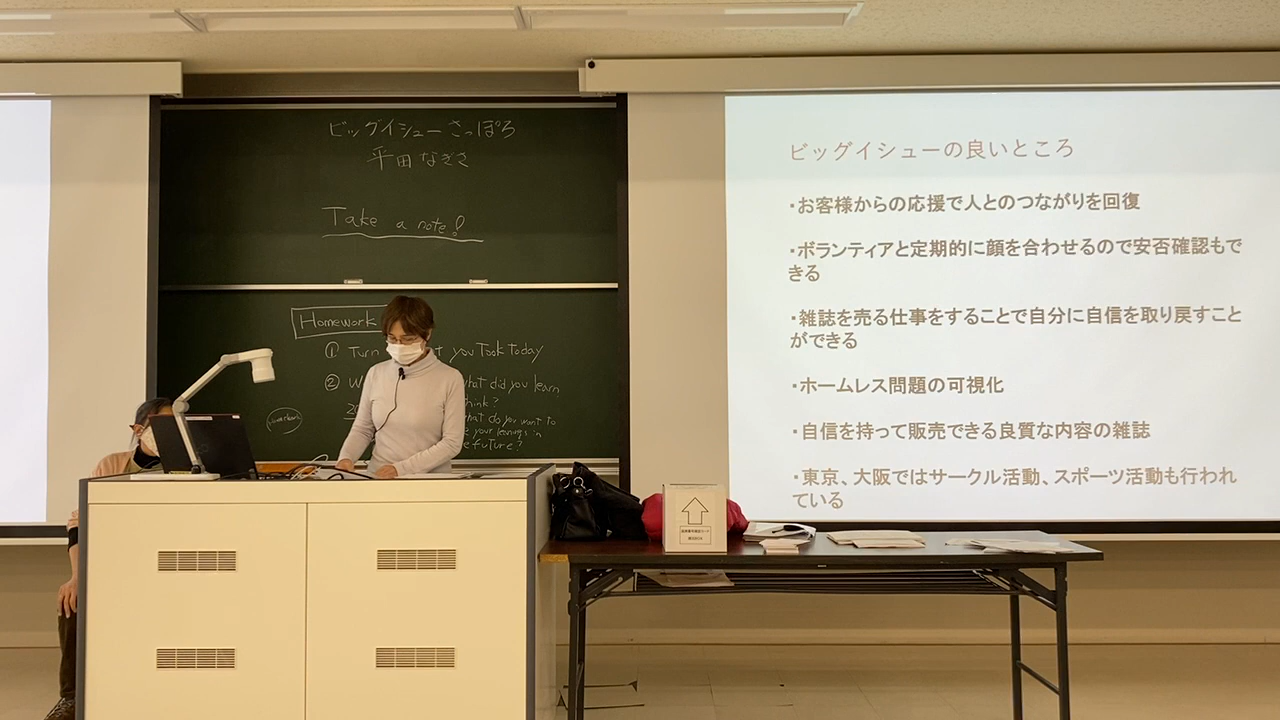 ビッグイシューさっぽろ
平田なぎさ
Take a note!
Homework
① Turn t you Took Today
② W hat did you learn
think?
hat do you want to
your learnings in
e future?
ビッグイシューの良いところ
・お客様からの応援で人とのつながりを回復
・ボランティアと定期的に顔を合わせるので安否確認もで
きる
・雑誌を売る仕事をすることで自分に自信を取り戻すこと
ができる
・ホームレス問題の可視化
・自信を持って販売できる良質な内容の雑誌
・東京、大阪ではサークル活動、スポーツ活動も行われ
ている